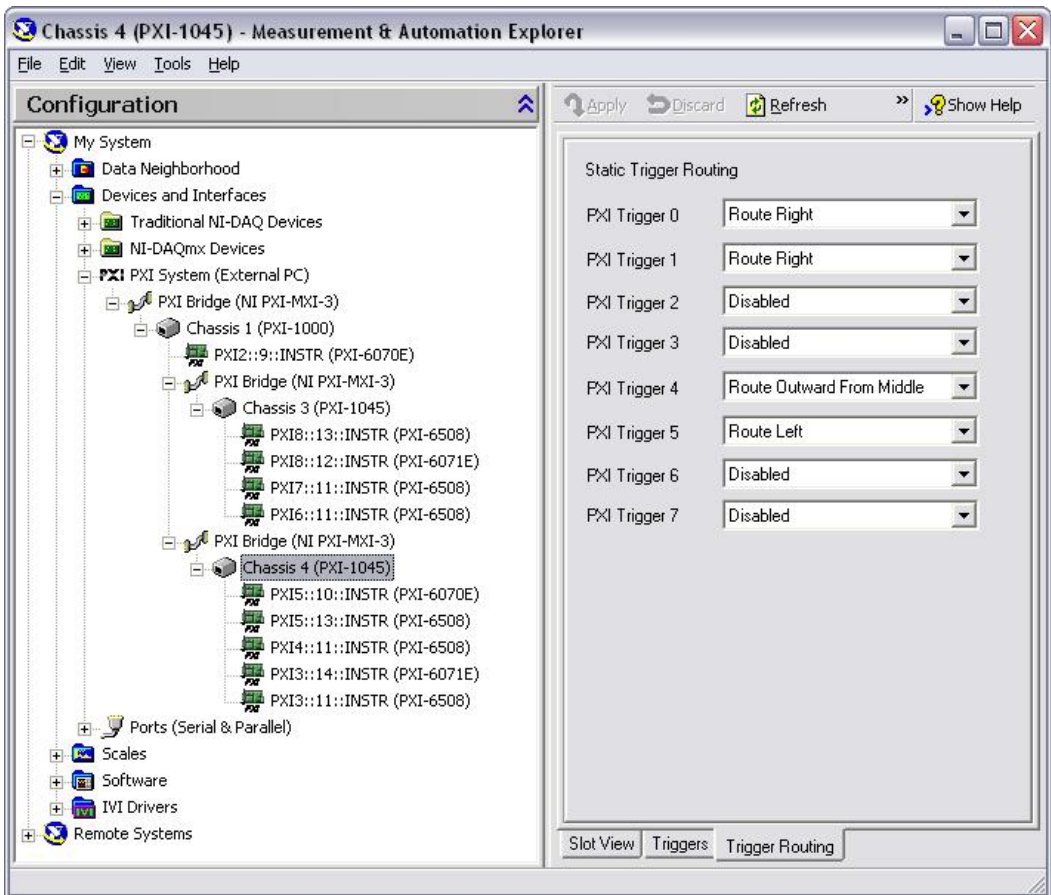 Chassis 4 (PXI-1045) - Measurement & Automation Explorer
File Edit View Tools Help
Configuration
Apply Discard Refresh » Show Help
My System
Data Neighborhood
Devices and Interfaces
Traditional NI-DAQ Devices
NI-DAQmx Devices
PXI PXI System (External PC)
PXI Bridge (NI PXI-MXI-3)
Chassis 1 (PXI-1000)
PXI2::9::INSTR (PXI-6070E)
PXI Bridge (NI PXI-MXI-3)
Chassis 3 (PXI-1045)
PXI8::13::INSTR (PXI-6508)
PXI8::12::INSTR (PXI-6071E)
PXI7::11::INSTR (PXI-6508)
PXI6::11::INSTR (PXI-6508)
PXI Bridge (NI PXI-MXI-3)
Chassis 4 (PXI-1045)
PXI5::10::INSTR (PXI-6070E)
PXI5::13::INSTR (PXI-6508)
PXI4::11::INSTR (PXI-6508)
PXI3::14::INSTR (PXI-6071E)
PXI3::11::INSTR (PXI-6508)
Ports (Serial & Parallel)
Scales
Software
IVI Drivers
Remote Systems
Static Trigger Routing
PXI Trigger 0 Route Right
PXI Trigger 1 Route Right
PXI Trigger 2 Disabled
PXI Trigger 3 Disabled
PXI Trigger 4 Route Outward From Middle
PXI Trigger 5 Route Left
PXI Trigger 6 Disabled
PXI Trigger 7 Disabled
Slot View Triggers Trigger Routing